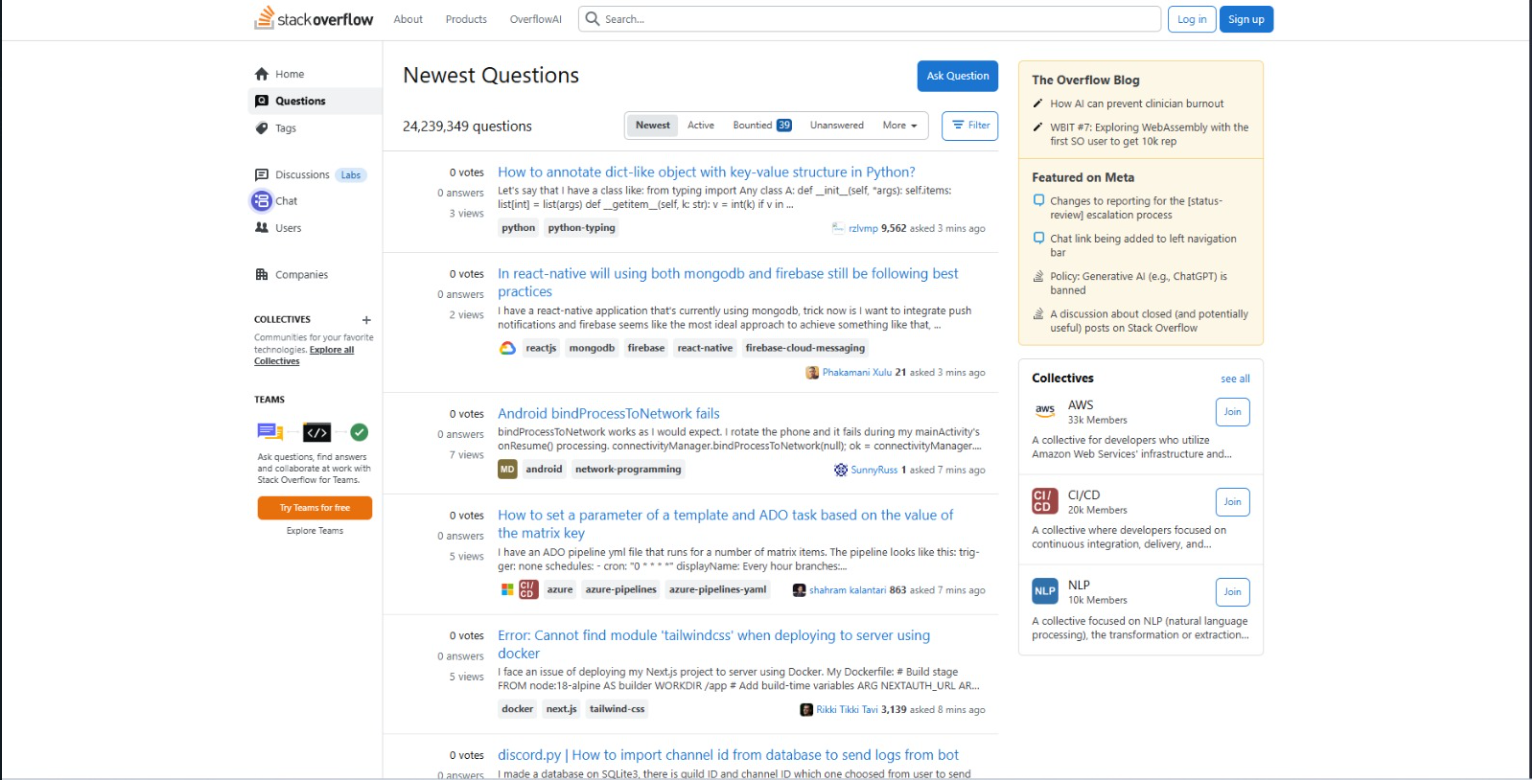 stackoverflow
About
Products
OverflowAI
Search...
Log in
Sign up
Home
Questions
Tags
Discussions Labs
Chat
Users
Companies
COLLECTIVES +
Communities for your favorite
technologies. Explore all
Collectives
TEAMS
Ask questions, find answers
and collaborate at work with
Stack Overflow for Teams.
Try Teams for free
Explore Teams
Newest Questions
Ask Question
24,239,349 questions
Newest
Active
Bountied 39
Unanswered
More
Filter
0 votes
0 answers
3 views
How to annotate dict-like object with key-value structure in Python?
Let's say that I have a class like: from typing import Any class A: def __init__(self, *args): self.items:
list[int] = list(args) def __getitem__(self, k: str): v = int(k) if v in ...
python python-typing
rzlvmp 9,562 asked 3 mins ago
0 votes
0 answers
2 views
In react-native will using both mongodb and firebase still be following best
practices
I have a react-native application that's currently using mongodb, trick now is I want to integrate push
notifications and firebase seems like the most ideal approach to achieve something like that, ...
reactjs mongodb firebase react-native firebase-cloud-messaging
Phakamani Xulu 21 asked 3 mins ago
0 votes
0 answers
7 views
Android bindProcessToNetwork fails
bindProcessToNetwork works as I would expect. I rotate the phone and it fails during my mainActivity's
onResume() processing. connectivityManager.bindProcessToNetwork(null); ok = connectivityManager....
MD android network-programming
SunnyRuss 1 asked 7 mins ago
0 votes
0 answers
5 views
How to set a parameter of a template and ADO task based on the value of
the matrix key
I have an ADO pipeline yml file that runs for a number of matrix items. The pipeline looks like this: trig-
ger: none schedules: - cron: "0 * * * *" displayName: Every hour branches:...
CI/
CD
azure azure-pipelines azure-pipelines-yaml
shahram kalantari 863 asked 7 mins ago
0 votes
0 answers
5 views
Error: Cannot find module 'tailwindcss' when deploying to server using
docker
I face an issue of deploying my Next.js project to server using Docker. My Dockerfile: # Build stage
FROM node:18-alpine AS builder WORKDIR /app # Add build-time variables ARG NEXTAUTH_URL AR...
docker next.js tailwind-css
Rikki Tikki Tavi 3,139 asked 8 mins ago
0 votes
0 answers
discord.py | How to import channel id from database to send logs from bot
I made a database on SQLite3, there is guild ID and channel ID which one choosed from user to send
The Overflow Blog
How AI can prevent clinician burnout
WBIT #7: Exploring WebAssembly with the
first SO user to get 10k rep
Featured on Meta
Changes to reporting for the [status-
review] escalation process
Chat link being added to left navigation
bar
Policy: Generative AI (e.g., ChatGPT) is
banned
A discussion about closed (and potentially
useful) posts on Stack Overflow
Collectives
see all
aws
AWS
33k Members
Join
A collective for developers who utilize
Amazon Web Services' infrastructure and...
CI/
CD
CI/CD
20k Members
Join
A collective where developers focused on
continuous integration, delivery, and...
NLP
NLP
10k Members
Join
A collective focused on NLP (natural language
processing), the transformation or extraction...